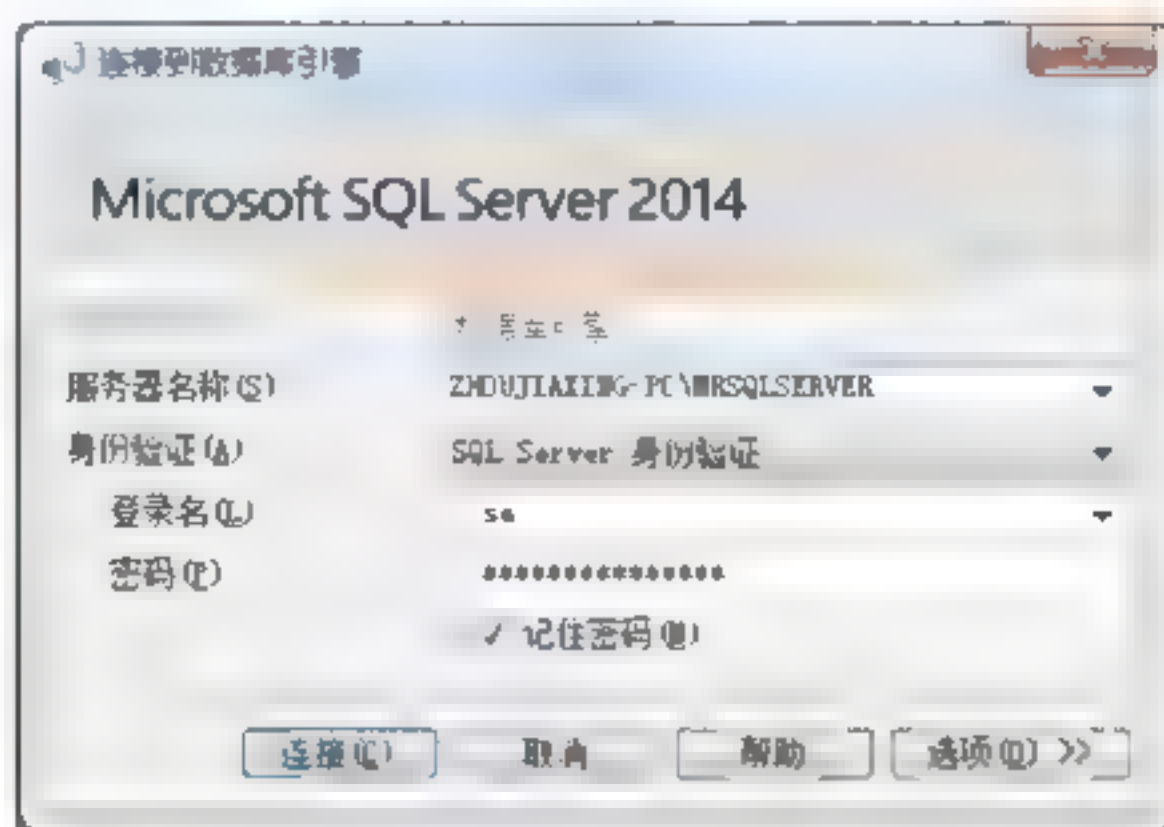 连接到数据库引擎
Microsoft SQL Server 2014
服务器名称(S)
ZHOUJIAXING-PC\MRSQLSERVER
身份验证(A)
SQL Server 身份验证
登录名(L)
sa
密码(P)
***************
✓ 记住密码(M)
连接(C) 取消 帮助 选项(O) >>